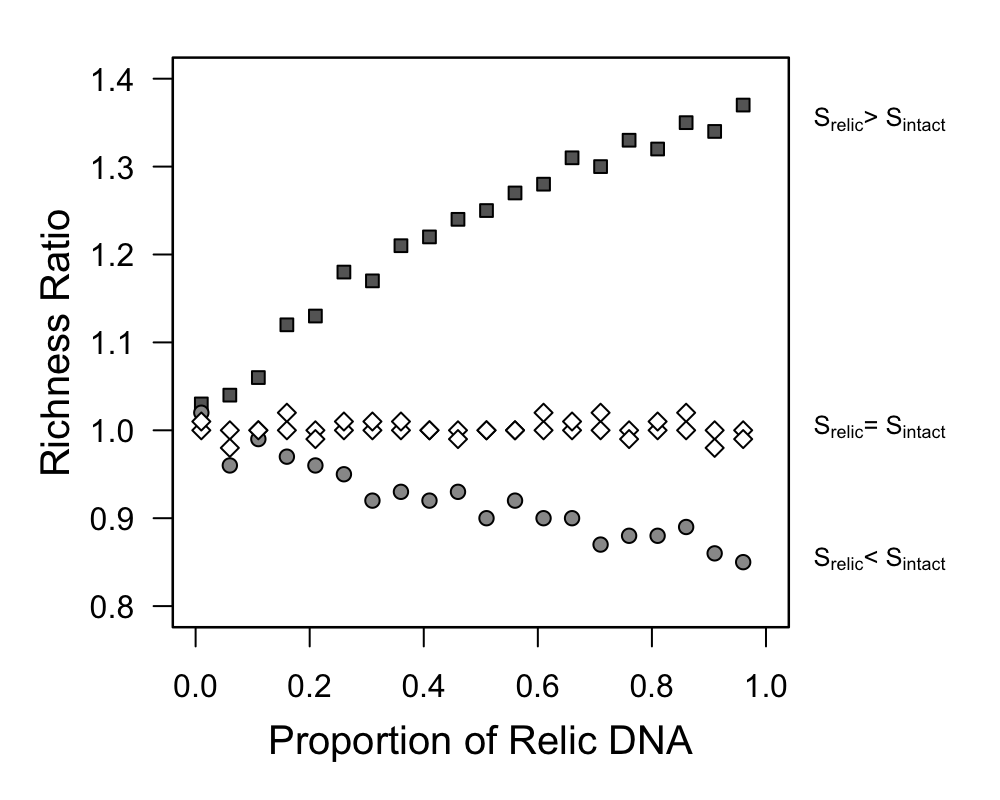 1.4
1.3
1.2
1.1
1.0
0.9
0.8
Richness Ratio
0.0 0.2 0.4 0.6 0.8 1.0
Proportion of Relic DNA
Srelic> Sintact
Srelic= Sintact
Srelic< Sintact